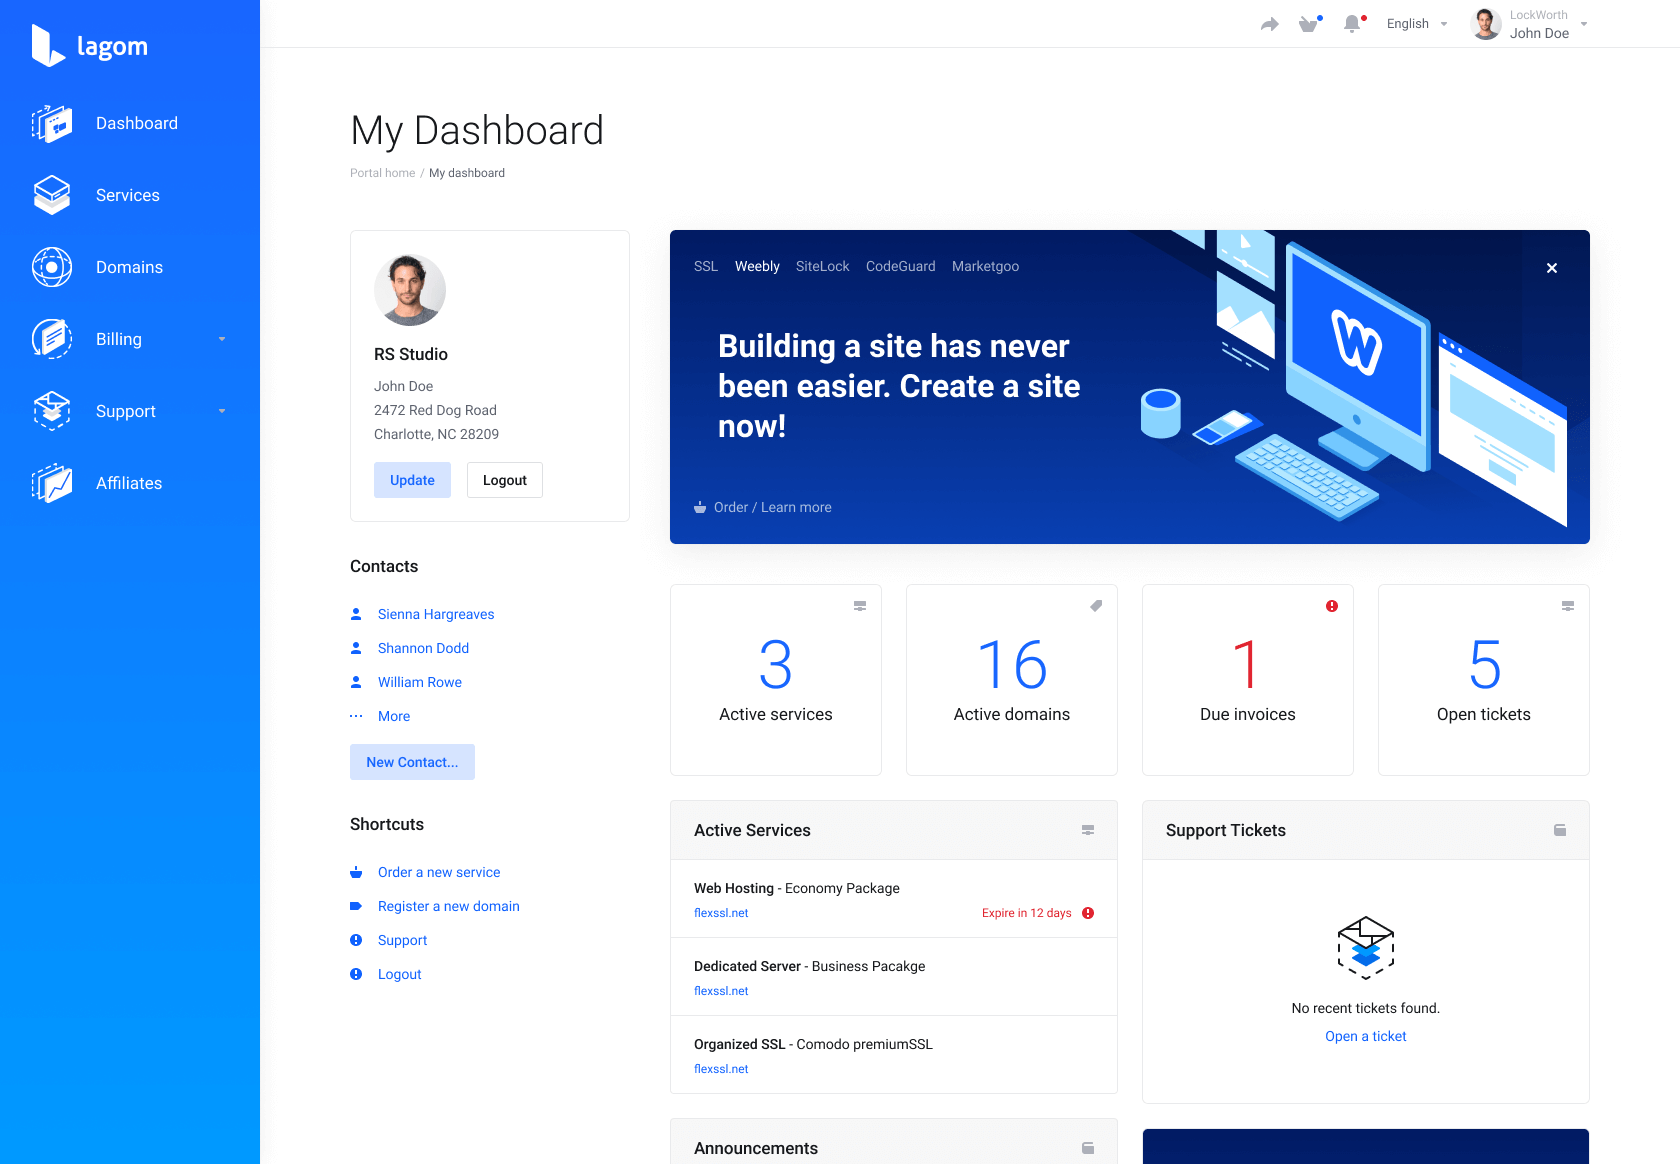 lagom
Dashboard
Services
Domains
Billing
Support
Affiliates
English
LockWorth
John Doe
My Dashboard
Portal home / My dashboard
RS Studio
John Doe
2472 Red Dog Road
Charlotte, NC 28209
Update
Logout
Contacts
Sienna Hargreaves
Shannon Dodd
William Rowe
More
New Contact...
Shortcuts
Order a new service
Register a new domain
Support
Logout
SSL Weebly SiteLock CodeGuard Marketgoo
Building a site has never
been easier. Create a site
now!
W
Order / Learn more
3
Active services
16
Active domains
1
Due invoices
5
Open tickets
Active Services
Web Hosting - Economy Package
flexssl.net
Expire in 12 days
Dedicated Server - Business Pacakge
flexssl.net
Organized SSL - Comodo premiumSSL
flexssl.net
Support Tickets
No recent tickets found.
Open a ticket
Announcements